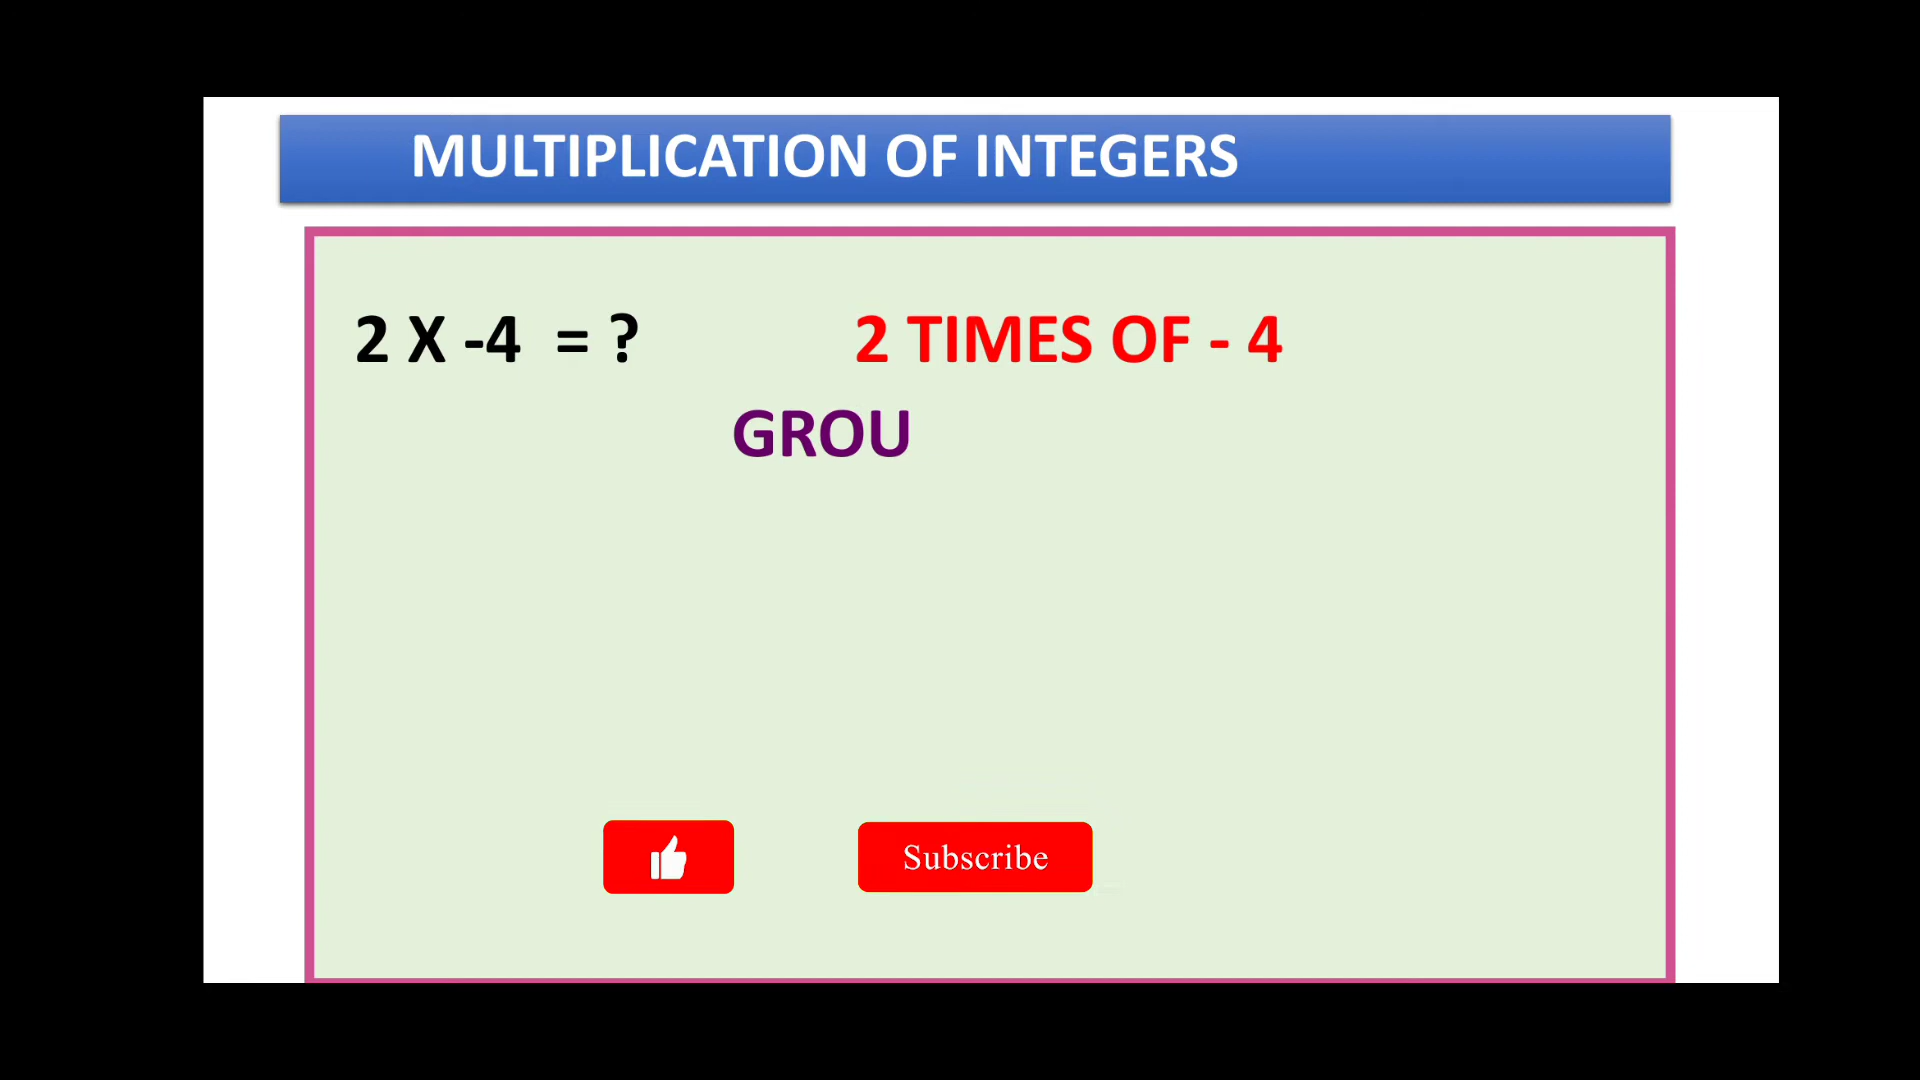 MULTIPLICATION OF INTEGERS
2 X -4 = ? 2 TIMES OF - 4
GROU
Subscribe